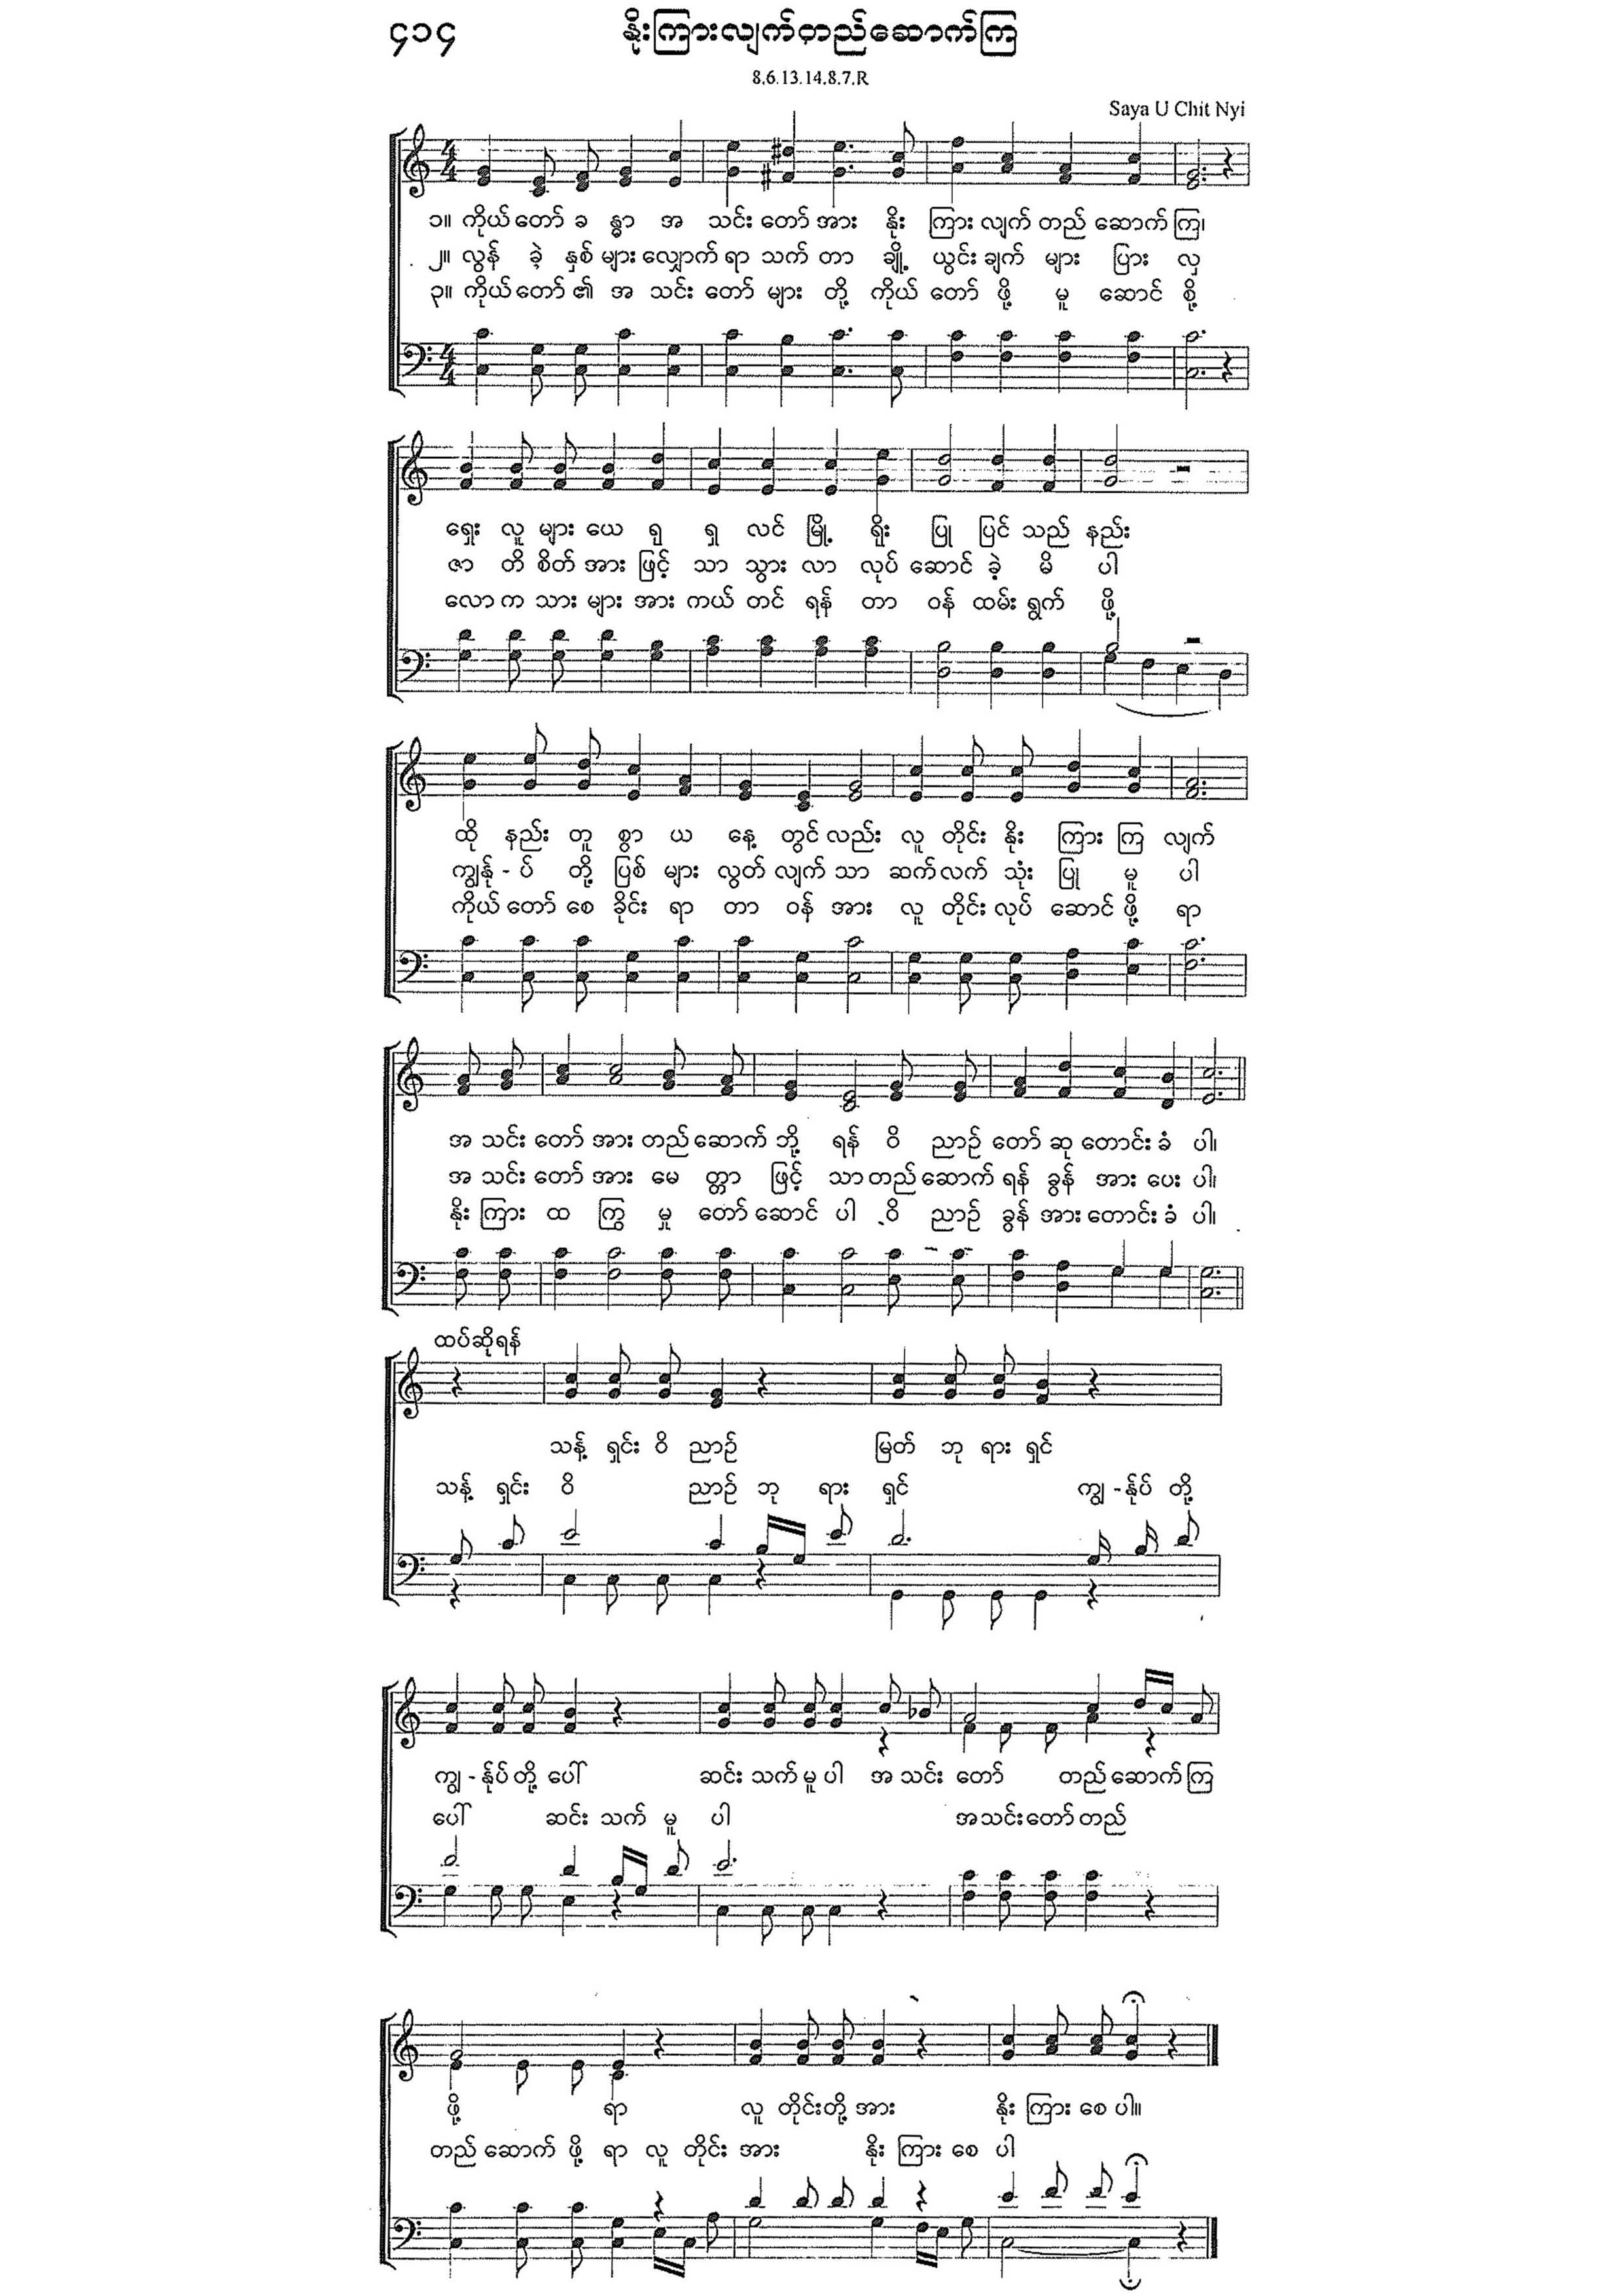 ၄၁၄ နိုးကြားလျက်တည်ဆောက်ကြ
8.6.13.14.8.7.R
Saya U Chit Nyi
၁။ ကိုယ်တော် ခ န္ဓာ အ သင်း တော် အား နိုး ကြား လျက် တည် ဆောက် ကြ၊
၂။ လွန် ခဲ့ နှစ် များ လျှောက် ရာ သက် တာ ချို့ ယွင်း ချက် များ ပြား လှ
၃။ ကိုယ်တော် ၏ အ သင်း တော် များ တို့ ကိုယ် တော် ဖို့ မူ ဆောင် စို့
ရှေး လူ များ ယေ ရု ရှ လင် မြို့ ရိုး ပြု ပြင် သည် နည်း
ဇာ တိ စိတ် အား ဖြင့် သာ သွား လာ လုပ် ဆောင် ခဲ့ မိ ပါ
လော က သား များ အား ကယ် တင် ရန် တာ ဝန် ထမ်း ရွက် ဖို့
ထို နည်း တူ စွာ ယ နေ့ တွင် လည်း လူ တိုင်း နိုး ကြား ကြ လျက်
ကျွန်ု - ပ် တို့ ပြစ် များ လွတ် လျက် သာ ဆက် လက် သုံး ပြု မူ ပါ
ကိုယ် တော် စေ ခိုင်း ရာ တာ ဝန် အား လူ တိုင်း လုပ် ဆောင် ဖို့ ရာ
အ သင်း တော် အား တည် ဆောက် ဘို့ ရန် ဝိ ညာဉ် တော် ဆု တောင်း ခံ ပါ၊
အ သင်း တော် အား မေ တ္တာ ဖြင့် သာ တည် ဆောက် ရန် ခွန် အား ပေး ပါ၊
နိုး ကြား ထ ကြွ မှု တော် ဆောင် ပါ ဝိ ညာဉ် ခွန် အား တောင်း ခံ ပါ၊
ထပ်ဆိုရန်
သန့် ရှင်း ဝိ ညာဉ် မြတ် ဘု ရား ရှင်
သန့် ရှင်း ဝိ ညာဉ် ဘု ရား ရှင် ကျွ - န်ုပ် တို့
ကျွ - န်ုပ် တို့ ပေါ် ဆင်း သက် မူ ပါ အ သင်း တော် တည် ဆောက် ကြ
ပေါ် ဆင်း သက် မူ ပါ အ သင်း တော် တည်
ဖို့ ရာ လူ တိုင်း တို့ အား နိုး ကြား စေ ပါ။
တည် ဆောက် ဖို့ ရာ လူ တိုင်း အား နိုး ကြား စေ ပါ